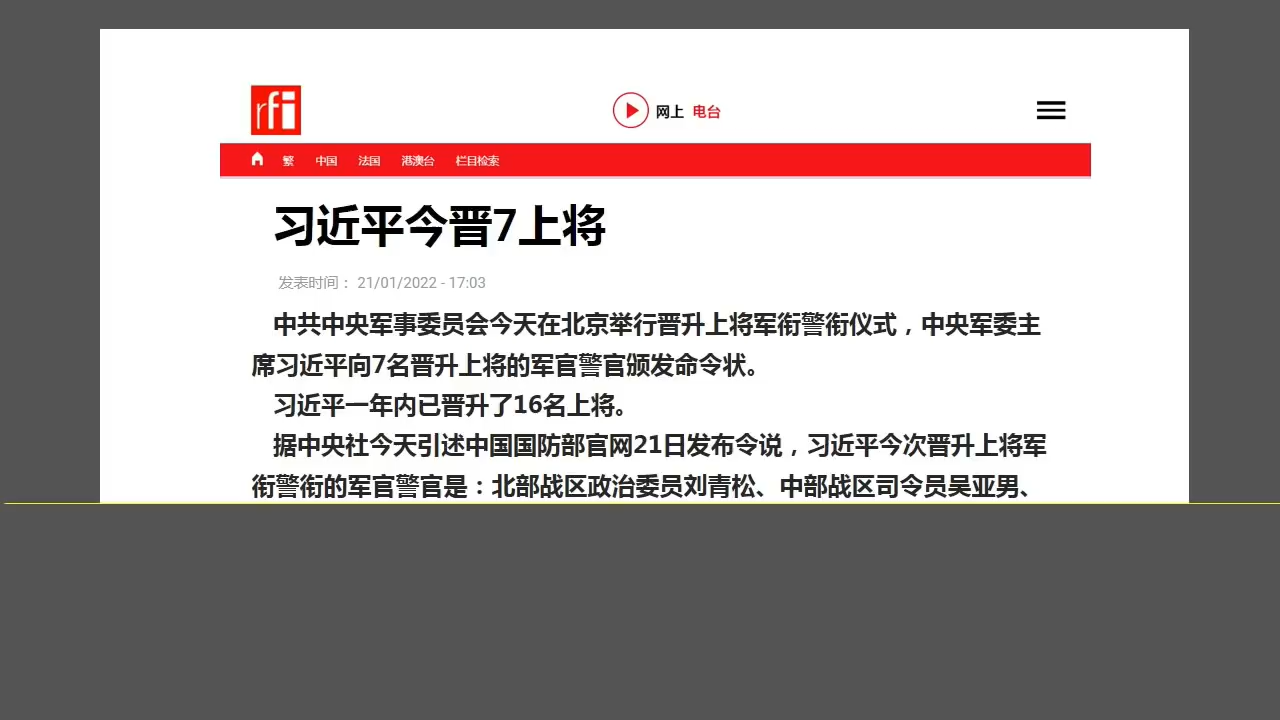 rfi
网上 电台
繁 中国 法国 港澳台 栏目检索
习近平今晋7上将
发表时间： 21/01/2022 - 17:03
中共中央军事委员会今天在北京举行晋升上将军衔警衔仪式，中央军委主
席习近平向7名晋升上将的军官警官颁发命令状。
习近平一年内已晋升了16名上将。
据中央社今天引述中国国防部官网21日发布令说，习近平今次晋升上将军
衔警衔的军官警官是：北部战区政治委员刘青松、中部战区司令员吴亚男、